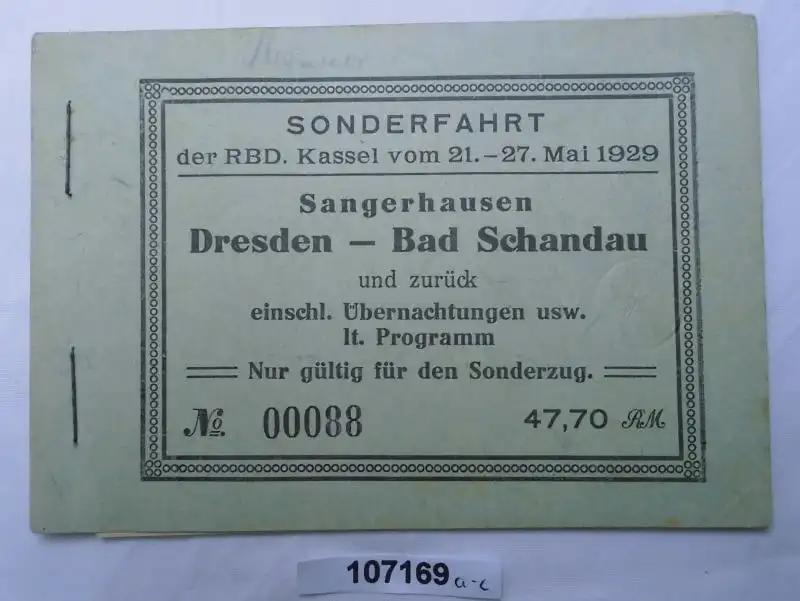 SONDERFAHRT
der RBD. Kassel vom 21.-27. Mai 1929
Sangerhausen
Dresden — Bad Schandau
und zurück
einschl. Übernachtungen usw.
lt. Programm
Nur gültig für den Sonderzug.
No. 00088 47,70 RM
107169 a-c